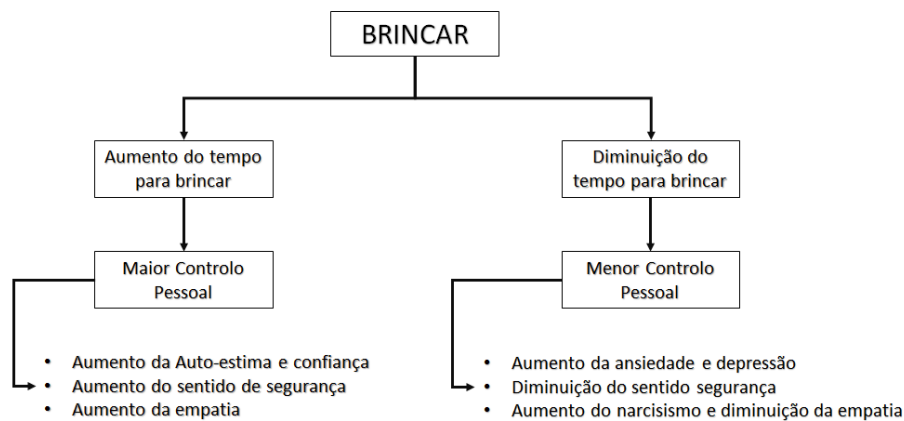 BRINCAR
Aumento do tempo
para brincar
Diminuição do
tempo para brincar
Maior Controlo
Pessoal
Menor Controlo
Pessoal
• Aumento da Auto-estima e confiança
• Aumento do sentido de segurança
• Aumento da empatia
• Aumento da ansiedade e depressão
• Diminuição do sentido segurança
• Aumento do narcisismo e diminuição da empatia